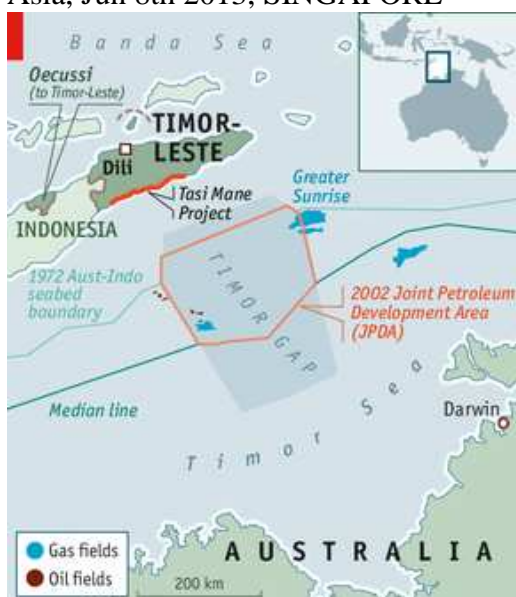 Asia, Jun 8th 2013, SINGAPORE
Banda Sea
Oecussi
(to Timor-Leste)
TIMOR-
LESTE
Dili
Greater
Sunrise
Tasi Mane
Project
INDONESIA
1972 Aust-Indo
seabed
boundary
TIMOR GAP
2002 Joint Petroleum
Development Area
(JPDA)
Median line
Timor Sea
Darwin
Gas fields
Oil fields
AUSTRALIA
200 km